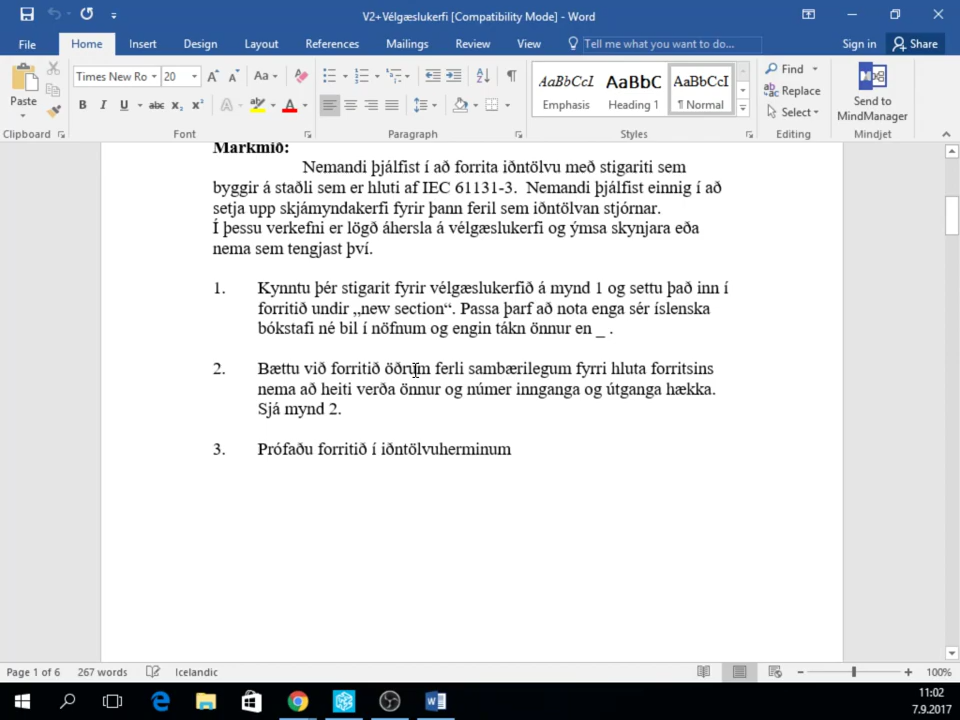 V2+Vélgæslukerfi [Compatibility Mode] - Word
File Home Insert Design Layout References Mailings Review View Tell me what you want to do... Sign in Share
Paste
Clipboard
Times New Ro 20
Aa
B I U abc X₂ X²
A
Font
Paragraph
AaBbCcI AaBbC AaBbCcI
Emphasis Heading 1 ¶ Normal
Styles
Find
Replace
Select
Editing
Send to
MindManager
Mindjet
Markmið:
Nemandi þjálfist í að forrita iðntölvu með stigariti sem
byggir á staðli sem er hluti af IEC 61131-3. Nemandi þjálfist einnig í að
setja upp skjámyndakerfi fyrir þann feril sem iðntölvan stjórnar.
Í þessu verkefni er lögð áhersla á vélgæslukerfi og ýmsa skynjara eða
nema sem tengjast því.
1. Kynntu þér stigarit fyrir vélgæslukerfið á mynd 1 og settu það inn í
forritið undir „new section“. Passa þarf að nota enga sér íslenska
bókstafi né bil í nöfnum og engin tákn önnur en _ .
2. Bættu við forritið öðrum ferli sambærilegum fyrri hluta forritsins
nema að heiti verða önnur og númer innganga og útganga hækka.
Sjá mynd 2.
3. Prófaðu forritið í iðntölvuherminum
Page 1 of 6 267 words Icelandic 100%
11:02
7.9.2017